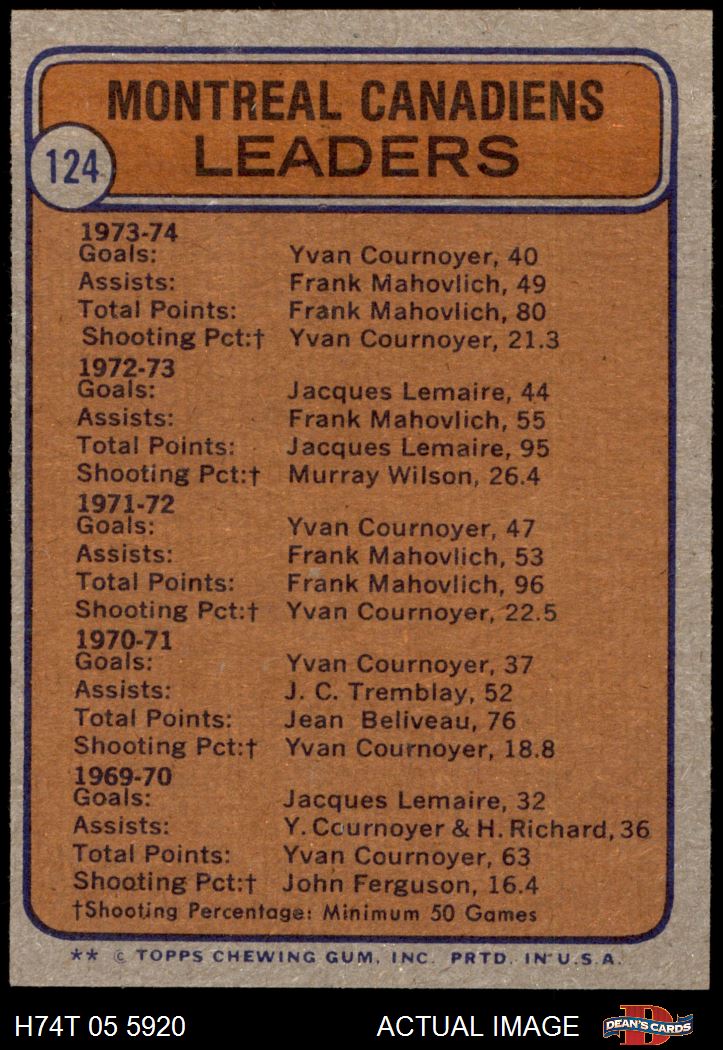 MONTREAL CANADIENS
LEADERS
124
1973-74
Goals: Yvan Cournoyer, 40
Assists: Frank Mahovlich, 49
Total Points: Frank Mahovlich, 80
Shooting Pct:† Yvan Cournoyer, 21.3
1972-73
Goals: Jacques Lemaire, 44
Assists: Frank Mahovlich, 55
Total Points: Jacques Lemaire, 95
Shooting Pct:† Murray Wilson, 26.4
1971-72
Goals: Yvan Cournoyer, 47
Assists: Frank Mahovlich, 53
Total Points: Frank Mahovlich, 96
Shooting Pct:† Yvan Cournoyer, 22.5
1970-71
Goals: Yvan Cournoyer, 37
Assists: J. C. Tremblay, 52
Total Points: Jean Beliveau, 76
Shooting Pct:† Yvan Cournoyer, 18.8
1969-70
Goals: Jacques Lemaire, 32
Assists: Y. Cournoyer & H. Richard, 36
Total Points: Yvan Cournoyer, 63
Shooting Pct:† John Ferguson, 16.4
†Shooting Percentage: Minimum 50 Games
** © TOPPS CHEWING GUM, INC. PRTD. IN U.S.A.
H74T 05 5920 ACTUAL IMAGE D DEAN'S CARDS